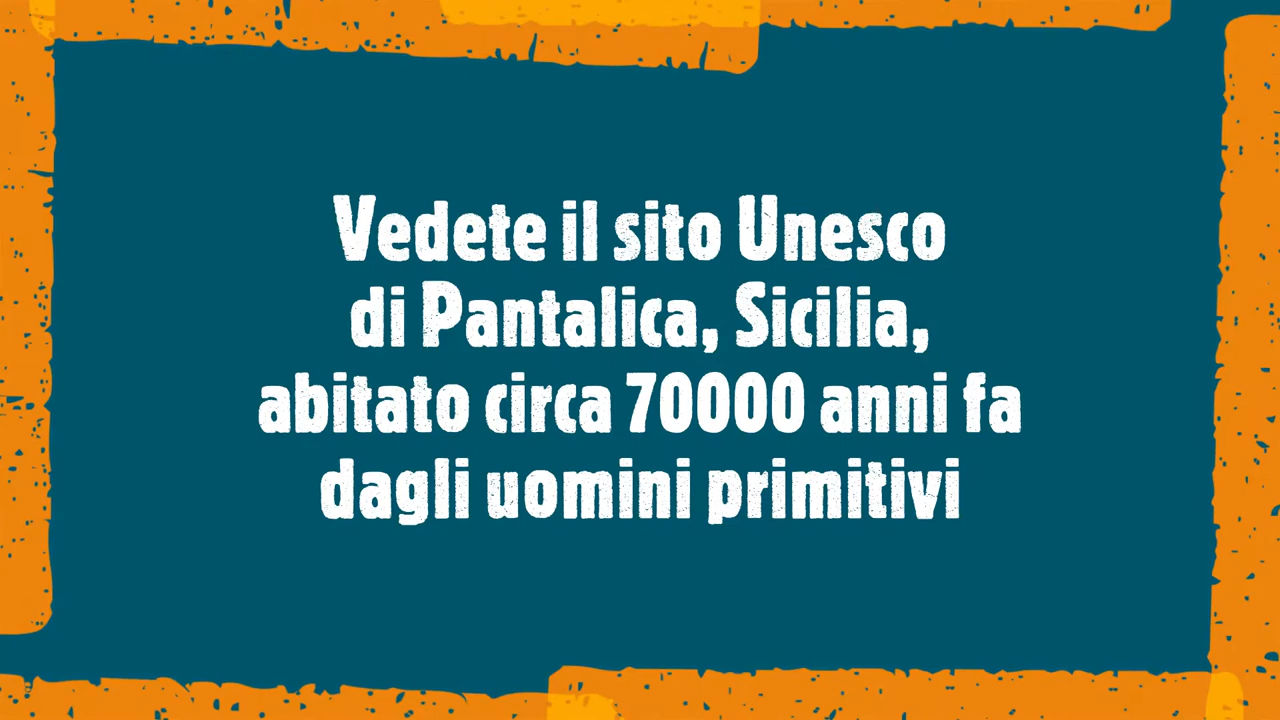 Vedete il sito Unesco
di Pantalica, Sicilia,
abitato circa 70000 anni fa
dagli uomini primitivi